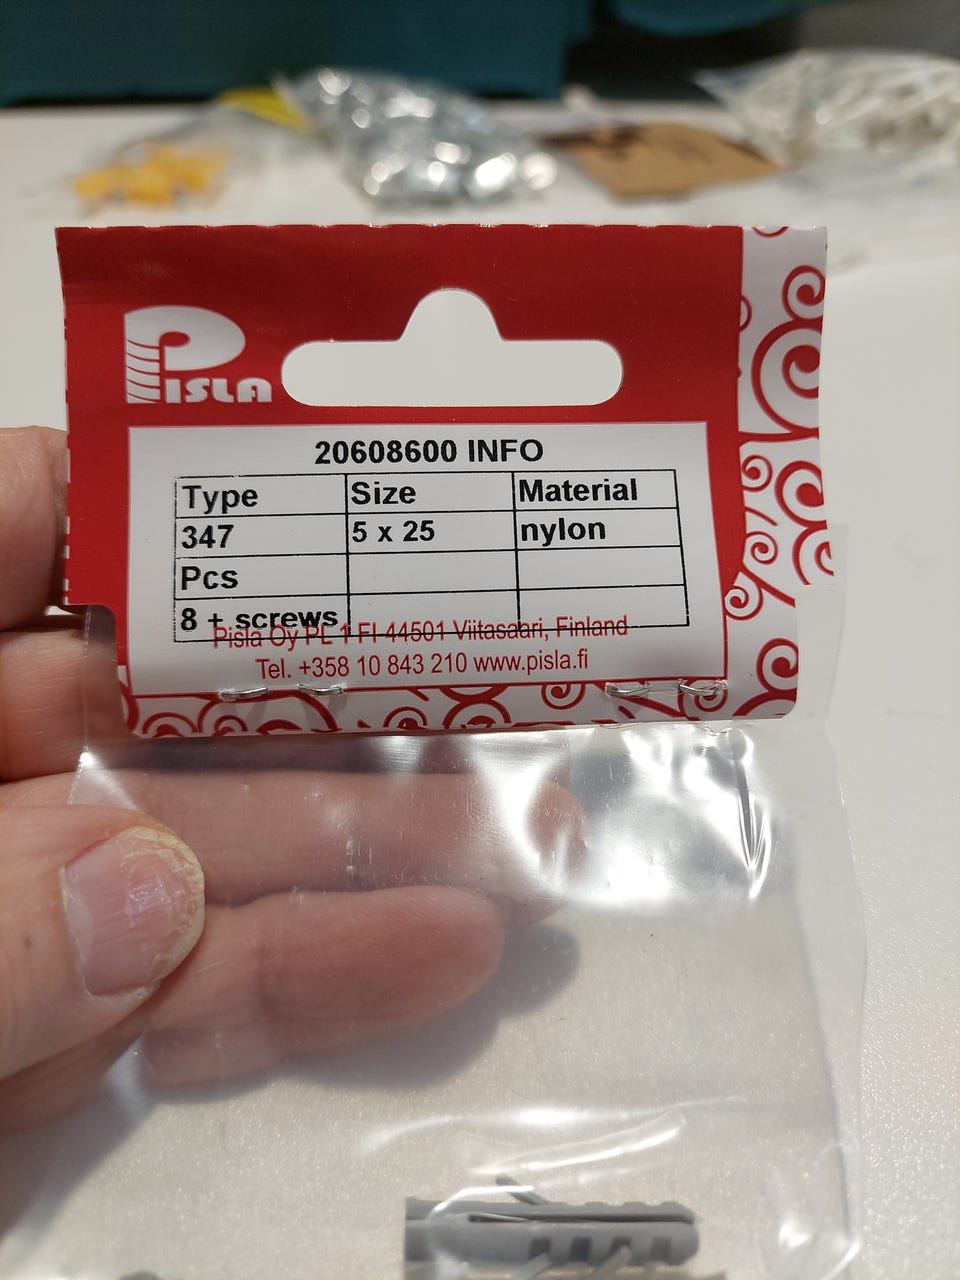 PISLA
20608600 INFO
Type Size Material
347 5 x 25 nylon
Pcs
8 + screws
Pisla Oy PL 1 FI-44501 Viitasaari, Finland
Tel. +358 10 843 210 www.pisla.fi